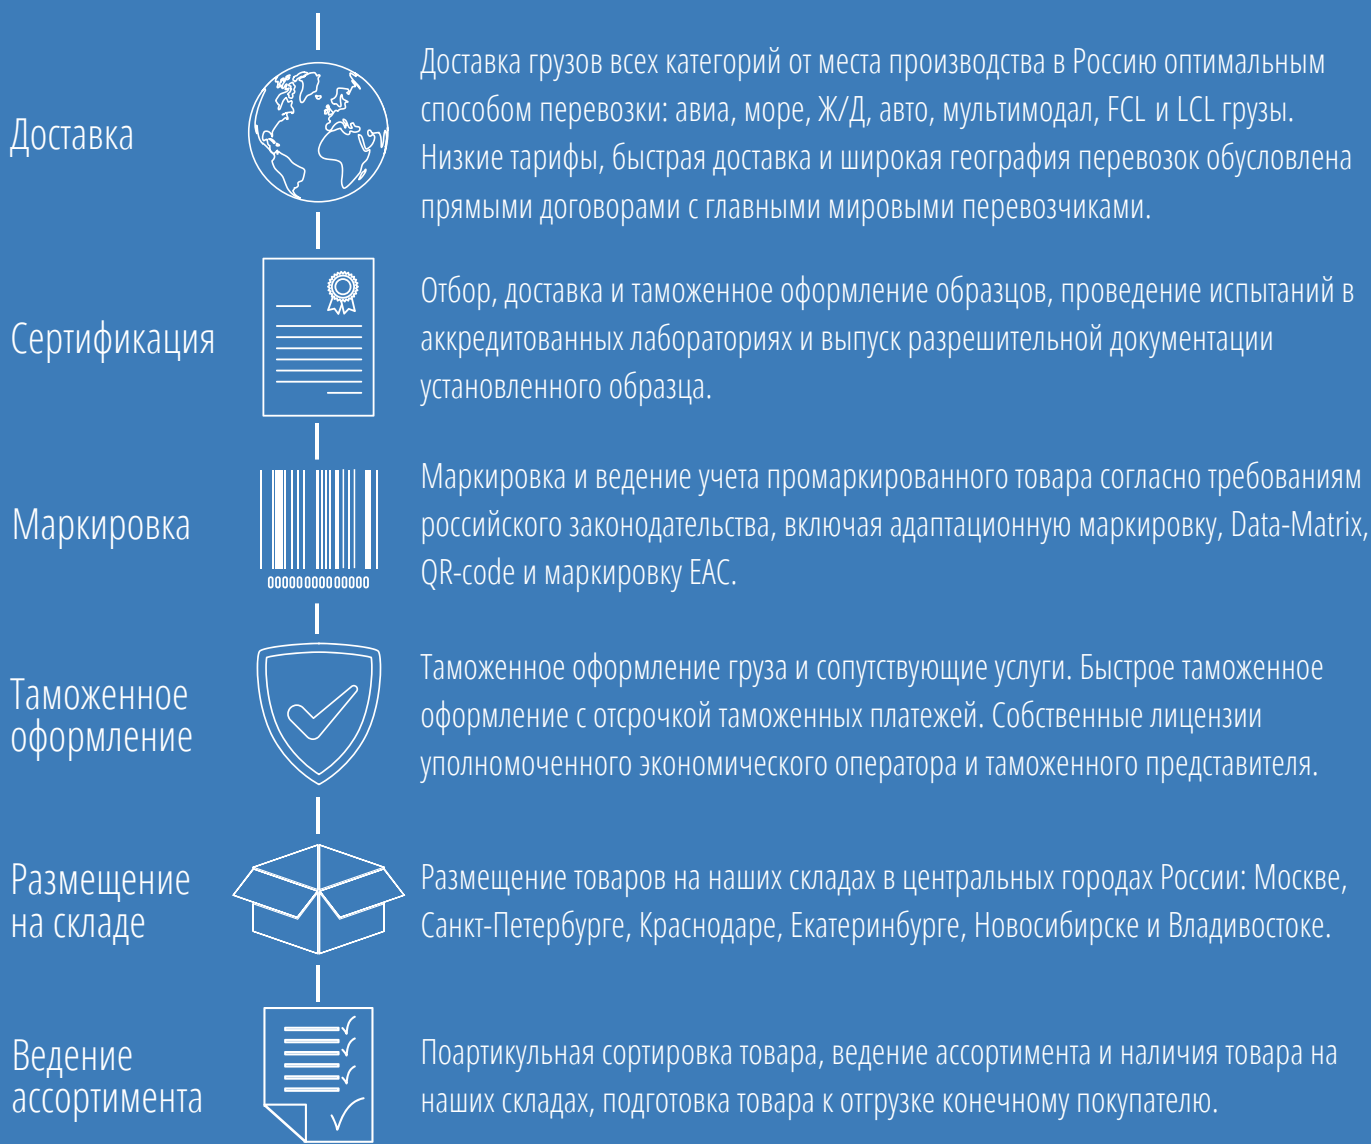 Доставка
Доставка грузов всех категорий от места производства в Россию оптимальным
способом перевозки: авиа, море, Ж/Д, авто, мультимодал, FCL и LCL грузы.
Низкие тарифы, быстрая доставка и широкая география перевозок обусловлена
прямыми договорами с главными мировыми перевозчиками.
Сертификация
Отбор, доставка и таможенное оформление образцов, проведение испытаний в
аккредитованных лабораториях и выпуск разрешительной документации
установленного образца.
Маркировка
00000000000000
Маркировка и ведение учета промаркированного товара согласно требованиям
российского законодательства, включая адаптационную маркировку, Data-Matrix,
QR-code и маркировку EAC.
Таможенное
оформление
Таможенное оформление груза и сопутствующие услуги. Быстрое таможенное
оформление с отсрочкой таможенных платежей. Собственные лицензии
уполномоченного экономического оператора и таможенного представителя.
Размещение
на складе
Размещение товаров на наших складах в центральных городах России: Москве,
Санкт-Петербурге, Краснодаре, Екатеринбурге, Новосибирске и Владивостоке.
Ведение
ассортимента
Поартикульная сортировка товара, ведение ассортимента и наличия товара на
наших складах, подготовка товара к отгрузке конечному покупателю.